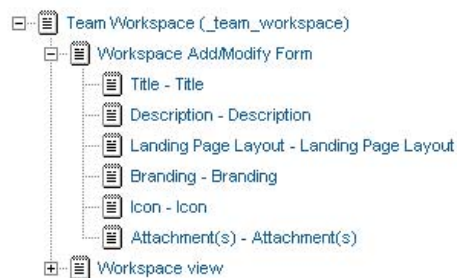 Team Workspace (_team_workspace)
Workspace Add/Modify Form
Title - Title
Description - Description
Landing Page Layout - Landing Page Layout
Branding - Branding
Icon - Icon
Attachment(s) - Attachment(s)
Workspace view